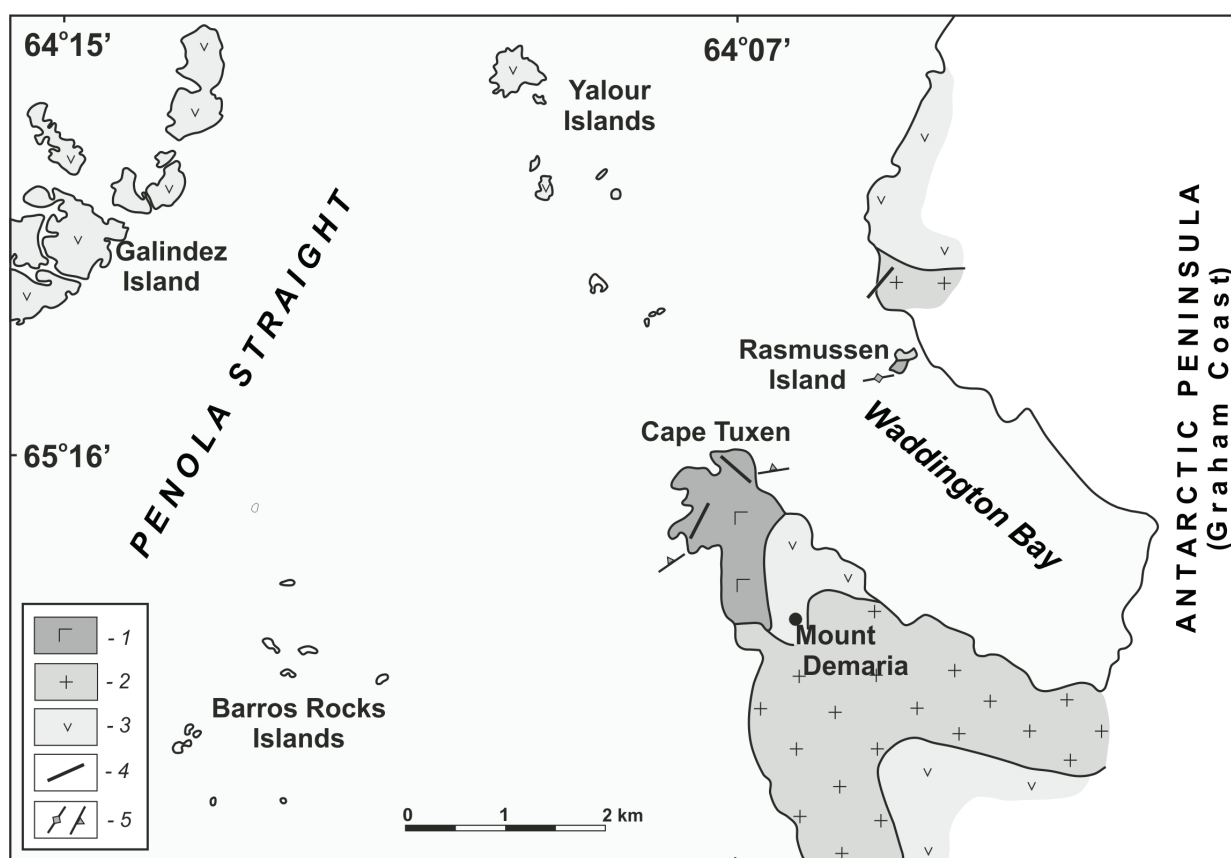 64°15’
64°07’
Yalour
Islands
Galindez
Island
PENOLA STRAIGHT
ANTARCTIC PENINSULA
(Graham Coast)
Rasmussen
Island
Cape Tuxen
65°16’
Waddington Bay
Mount
Demaria
Barros Rocks
Islands
- 1
- 2
- 3
- 4
- 5
0 1 2 km